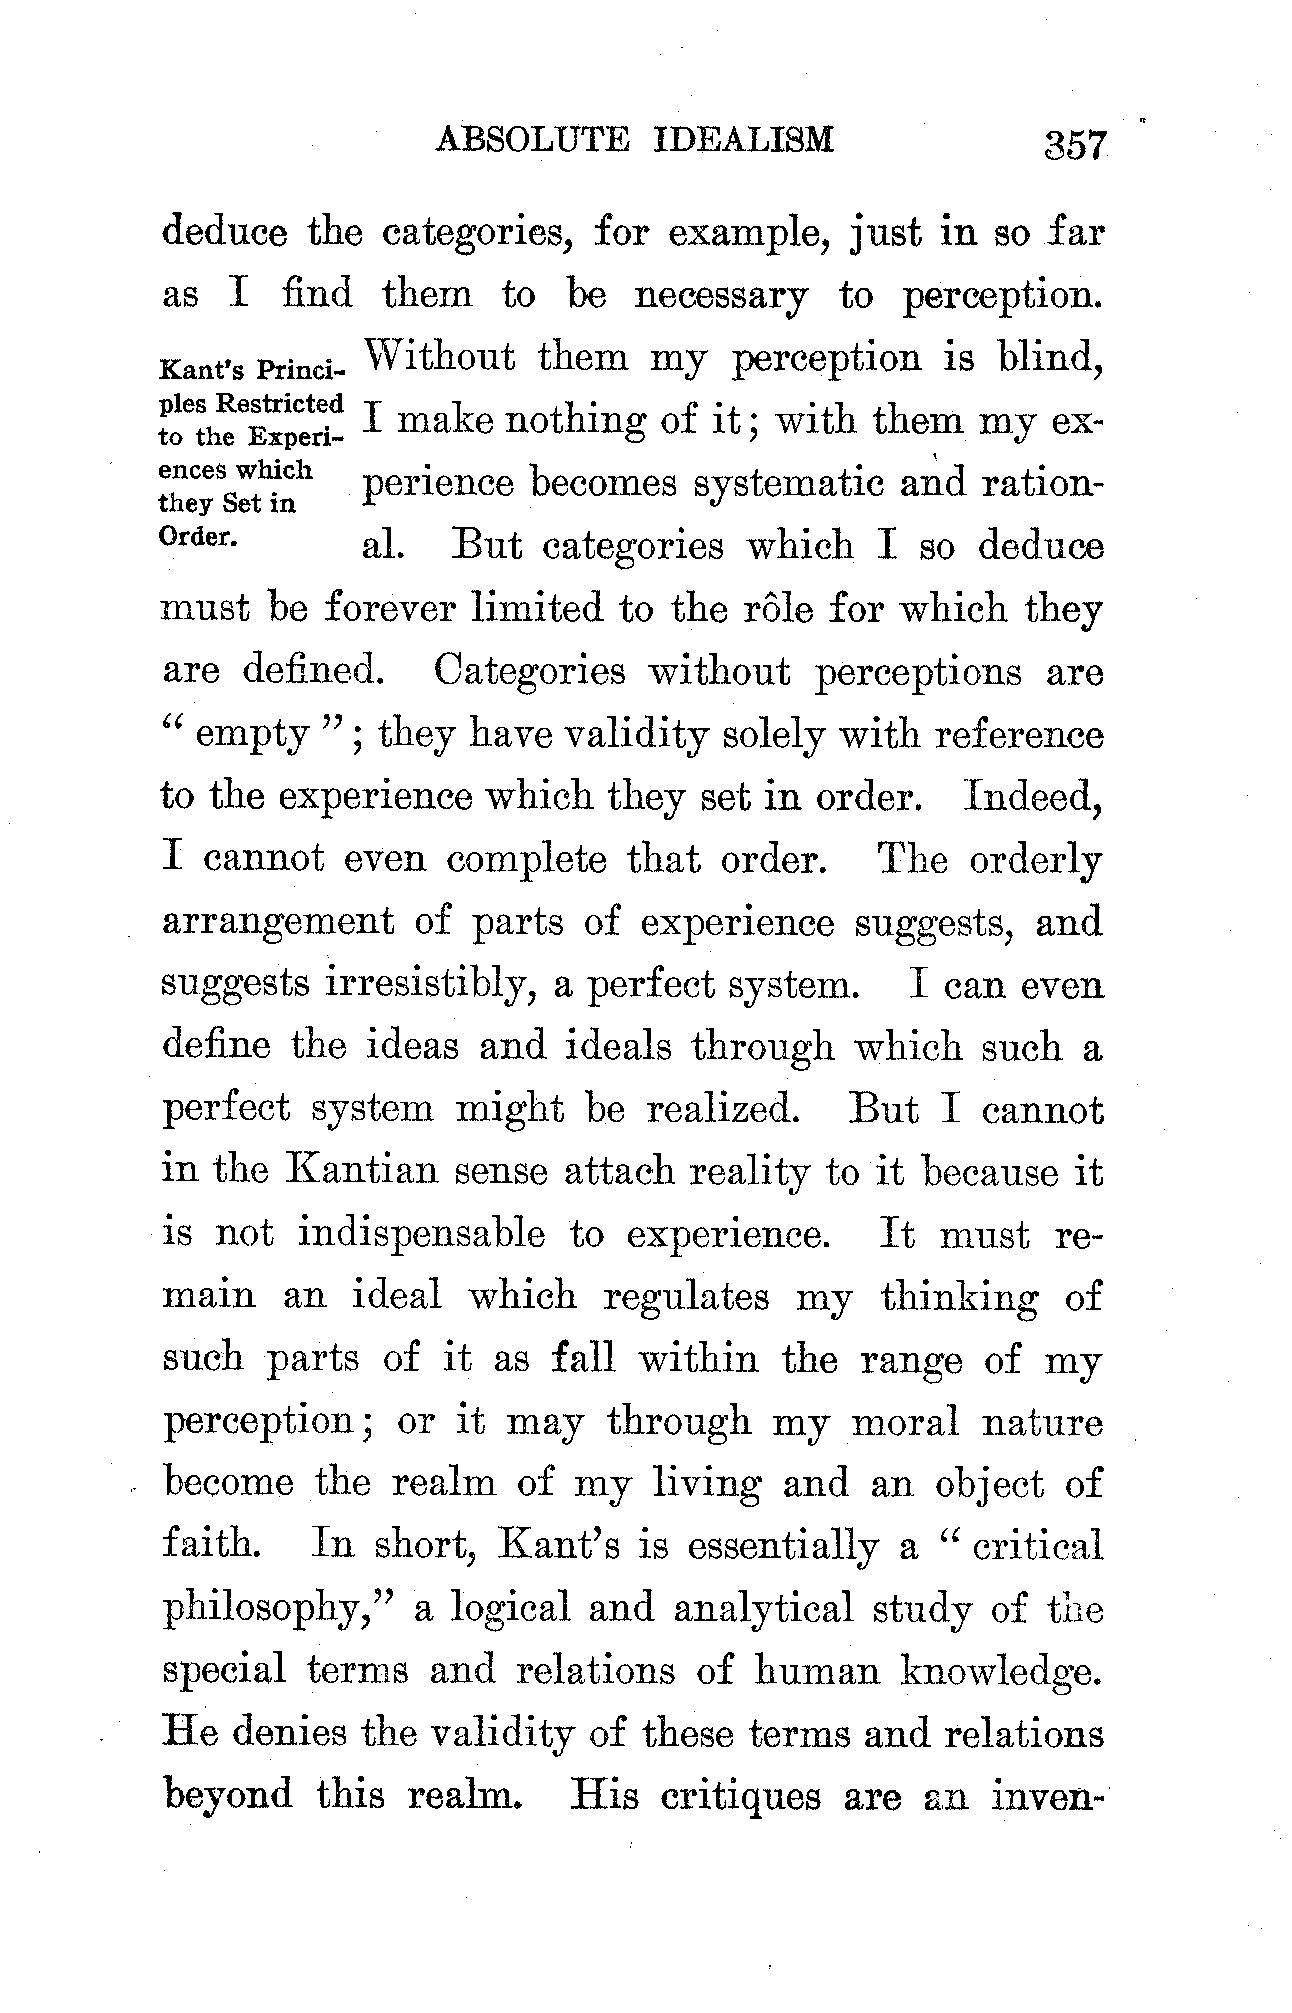 ABSOLUTE IDEALISM 357
deduce the categories, for example, just in so far
as I find them to be necessary to perception.
Kant's Princi-
ples Restricted
to the Experi-
ences which
they Set in
Order.
Without them my perception is blind,
I make nothing of it; with them my ex-
perience becomes systematic and ration-
al. But categories which I so deduce
must be forever limited to the rôle for which they
are defined. Categories without perceptions are
" empty "; they have validity solely with reference
to the experience which they set in order. Indeed,
I cannot even complete that order. The orderly
arrangement of parts of experience suggests, and
suggests irresistibly, a perfect system. I can even
define the ideas and ideals through which such a
perfect system might be realized. But I cannot
in the Kantian sense attach reality to it because it
is not indispensable to experience. It must re-
main an ideal which regulates my thinking of
such parts of it as fall within the range of my
perception; or it may through my moral nature
become the realm of my living and an object of
faith. In short, Kant's is essentially a " critical
philosophy," a logical and analytical study of the
special terms and relations of human knowledge.
He denies the validity of these terms and relations
beyond this realm. His critiques are an inven-